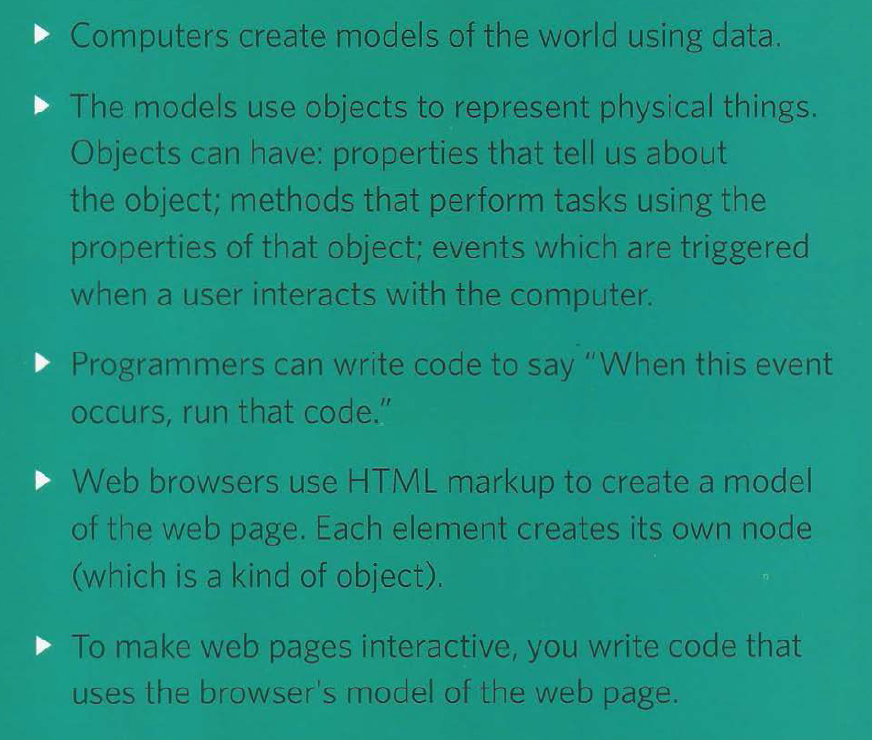 ▶ Computers create models of the world using data.
▶ The models use objects to represent physical things.
Objects can have: properties that tell us about
the object; methods that perform tasks using the
properties of that object; events which are triggered
when a user interacts with the computer.
▶ Programmers can write code to say "When this event
occurs, run that code."
▶ Web browsers use HTML markup to create a model
of the web page. Each element creates its own node
(which is a kind of object).
▶ To make web pages interactive, you write code that
uses the browser's model of the web page.